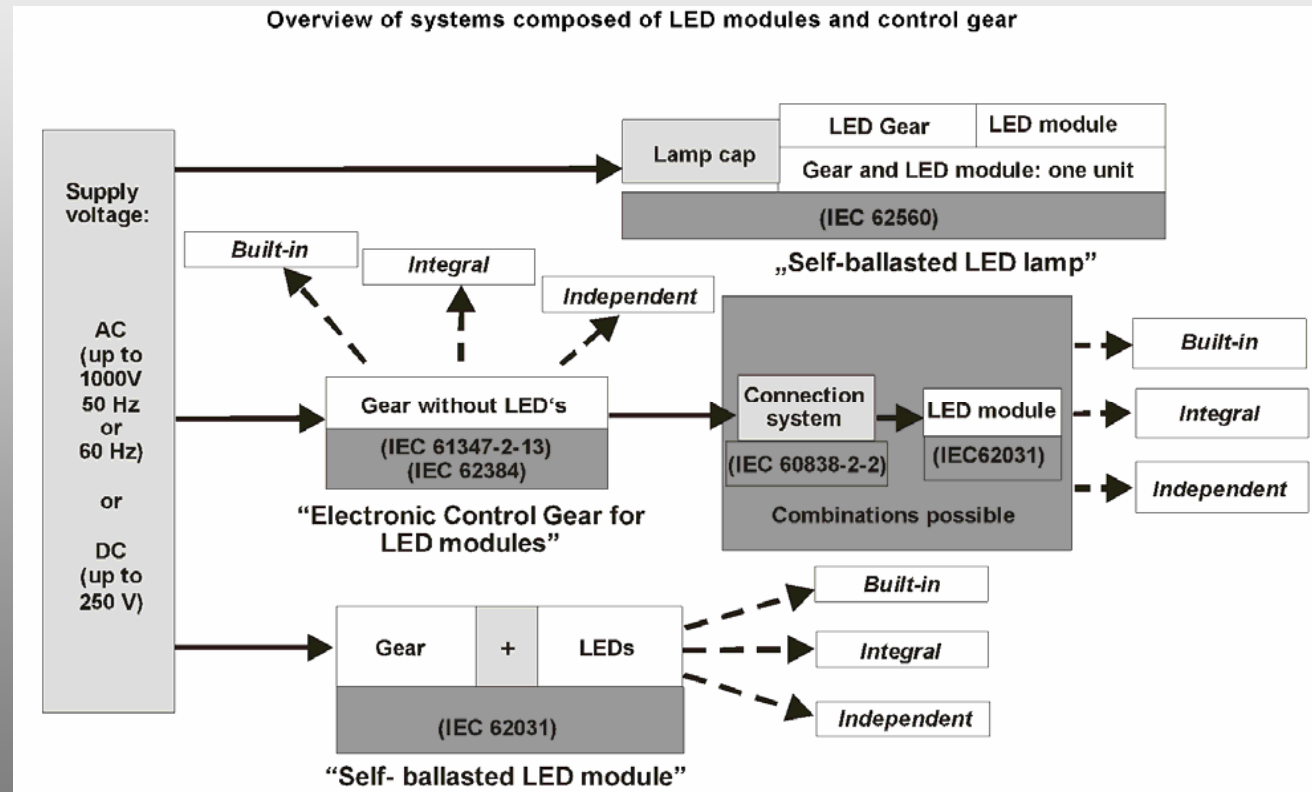 Overview of systems composed of LED modules and control gear
Supply
voltage:
AC
(up to
1000V
50 Hz
or
60 Hz)
or
DC
(up to
250 V)
Lamp cap
LED Gear
LED module
Gear and LED module: one unit
(IEC 62560)
„Self-ballasted LED lamp”
Built-in
Integral
Independent
Gear without LED‘s
(IEC 61347-2-13)
(IEC 62384)
“Electronic Control Gear for
LED modules”
Connection
system
(IEC 60838-2-2)
LED module
(IEC62031)
Combinations possible
Built-in
Integral
Independent
Gear
+
LEDs
(IEC 62031)
“Self- ballasted LED module”
Built-in
Integral
Independent